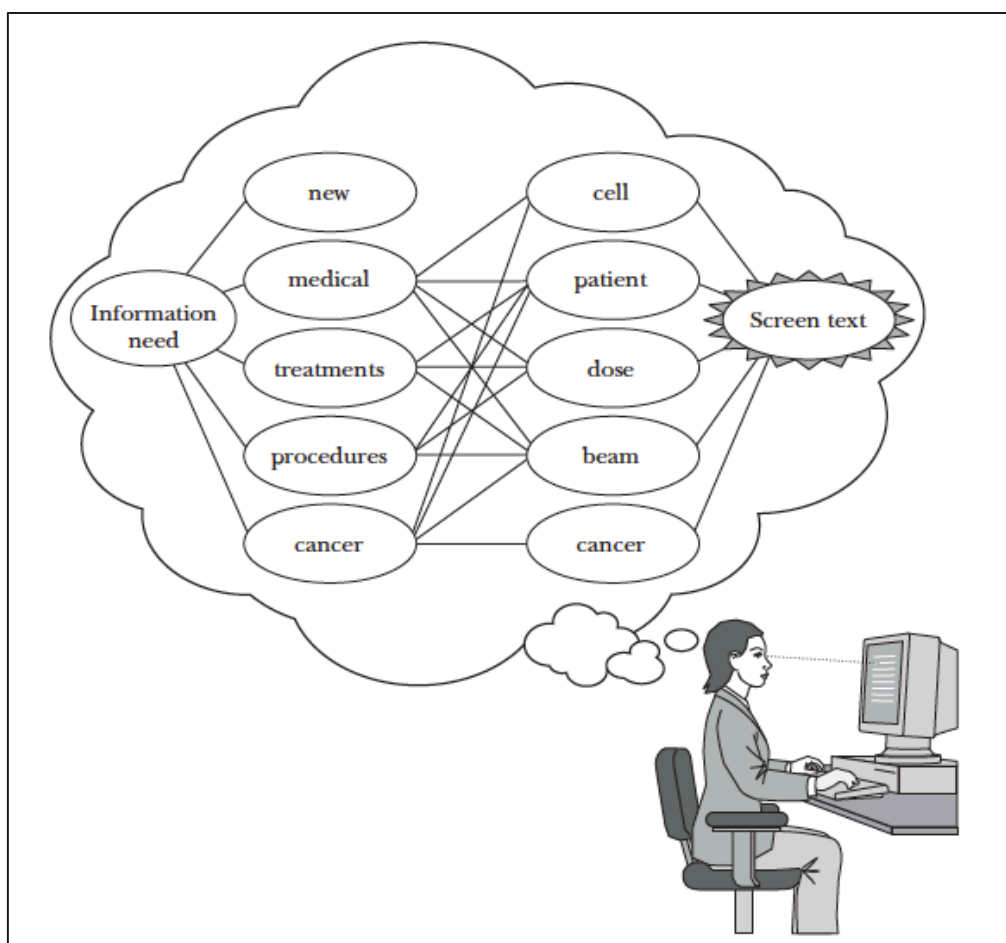 new
cell
medical
patient
Information
need
Screen text
treatments
dose
procedures
beam
cancer
cancer